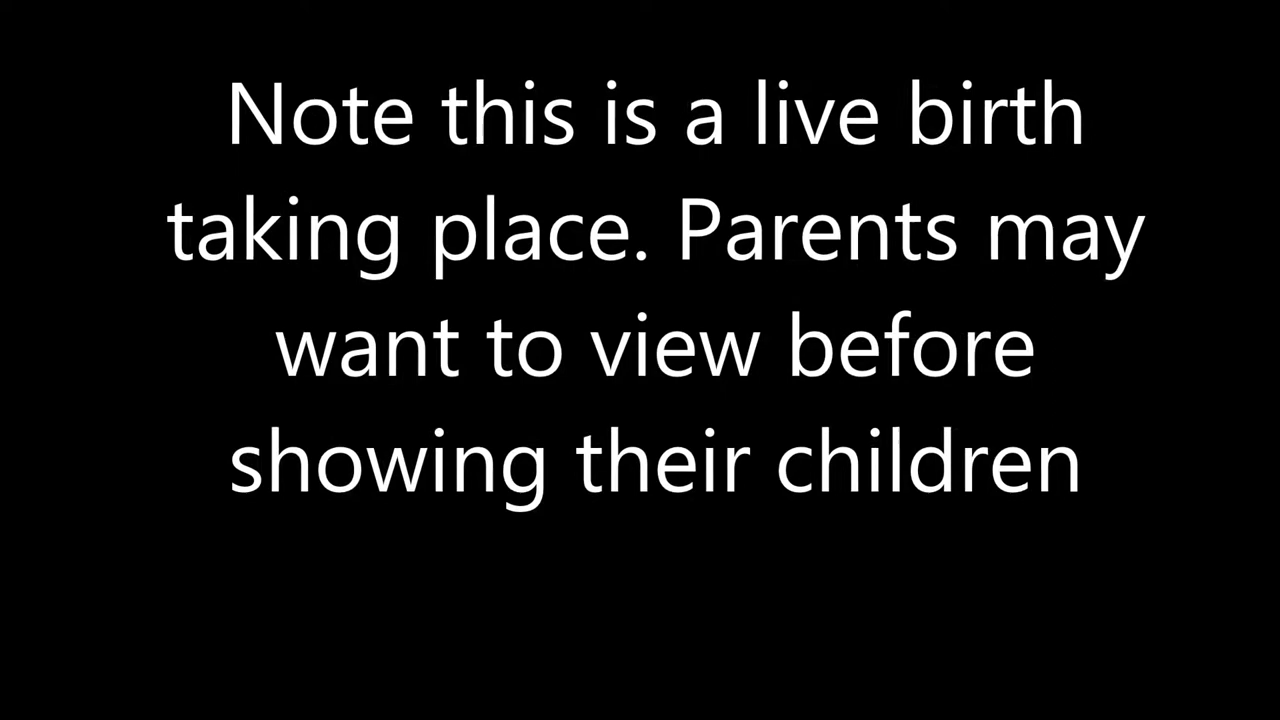 Note this is a live birth
taking place. Parents may
want to view before
showing their children